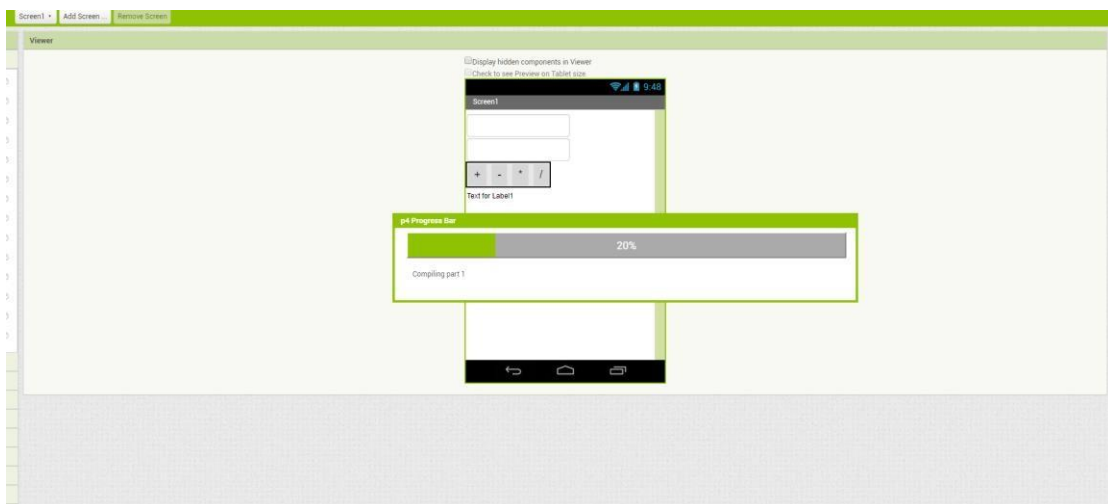 Screen1
Add Screen ...
Remove Screen
Viewer
Display hidden components in Viewer
Check to see Preview on Tablet size
9:48
Screen1
+ - * /
Text for Label1
p4 Progress Bar
20%
Compiling part 1